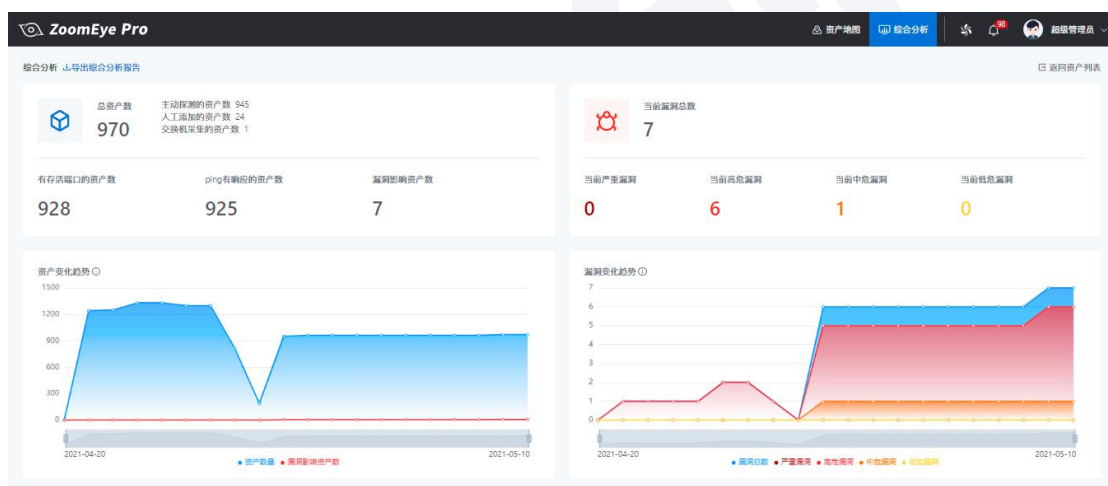 ZoomEye Pro
资产地图
综合分析
98
超级管理员
综合分析 导出综合分析报告
返回资产列表
总资产数
970
主动探测的资产数 945
人工添加的资产数 24
交换机采集的资产数 1
有存活端口的资产数
928
ping有响应的资产数
925
漏洞影响资产数
7
当前漏洞总数
7
当前严重漏洞
0
当前高危漏洞
6
当前中危漏洞
1
当前低危漏洞
0
资产变化趋势
1500
1200
900
600
300
0
2021-04-20
2021-05-10
资产数量 漏洞影响资产数
漏洞变化趋势
7
6
5
4
3
2
1
0
2021-04-20
2021-05-10
漏洞总数 严重漏洞 高危漏洞 中危漏洞 低危漏洞